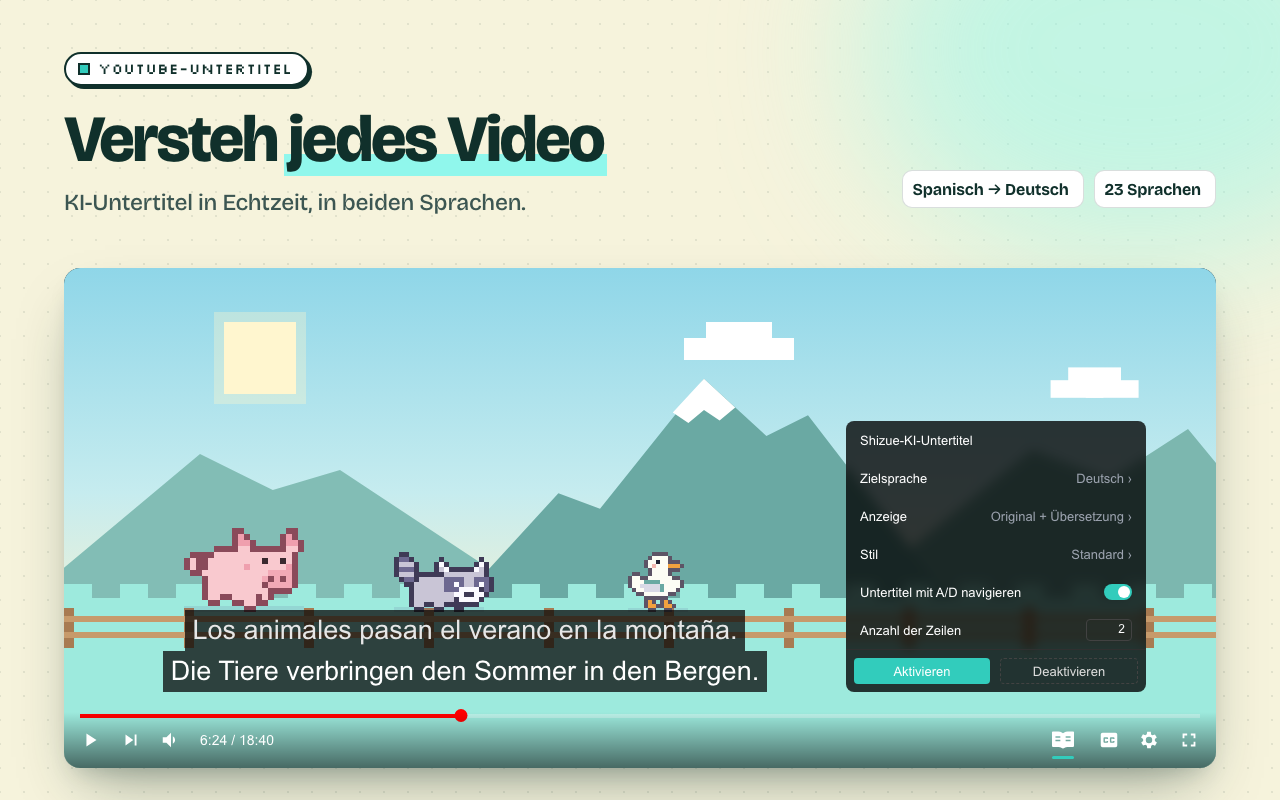 YOUTUBE-UNTERTITEL
Versteh jedes Video
KI-Untertitel in Echtzeit, in beiden Sprachen.
Spanisch → Deutsch
23 Sprachen
Shizue-KI-Untertitel
Zielsprache Deutsch ›
Anzeige Original + Übersetzung ›
Stil Standard ›
Untertitel mit A/D navigieren
Anzahl der Zeilen 2
Aktivieren Deaktivieren
Los animales pasan el verano en la montaña.
Die Tiere verbringen den Sommer in den Bergen.
6:24 / 18:40
CC